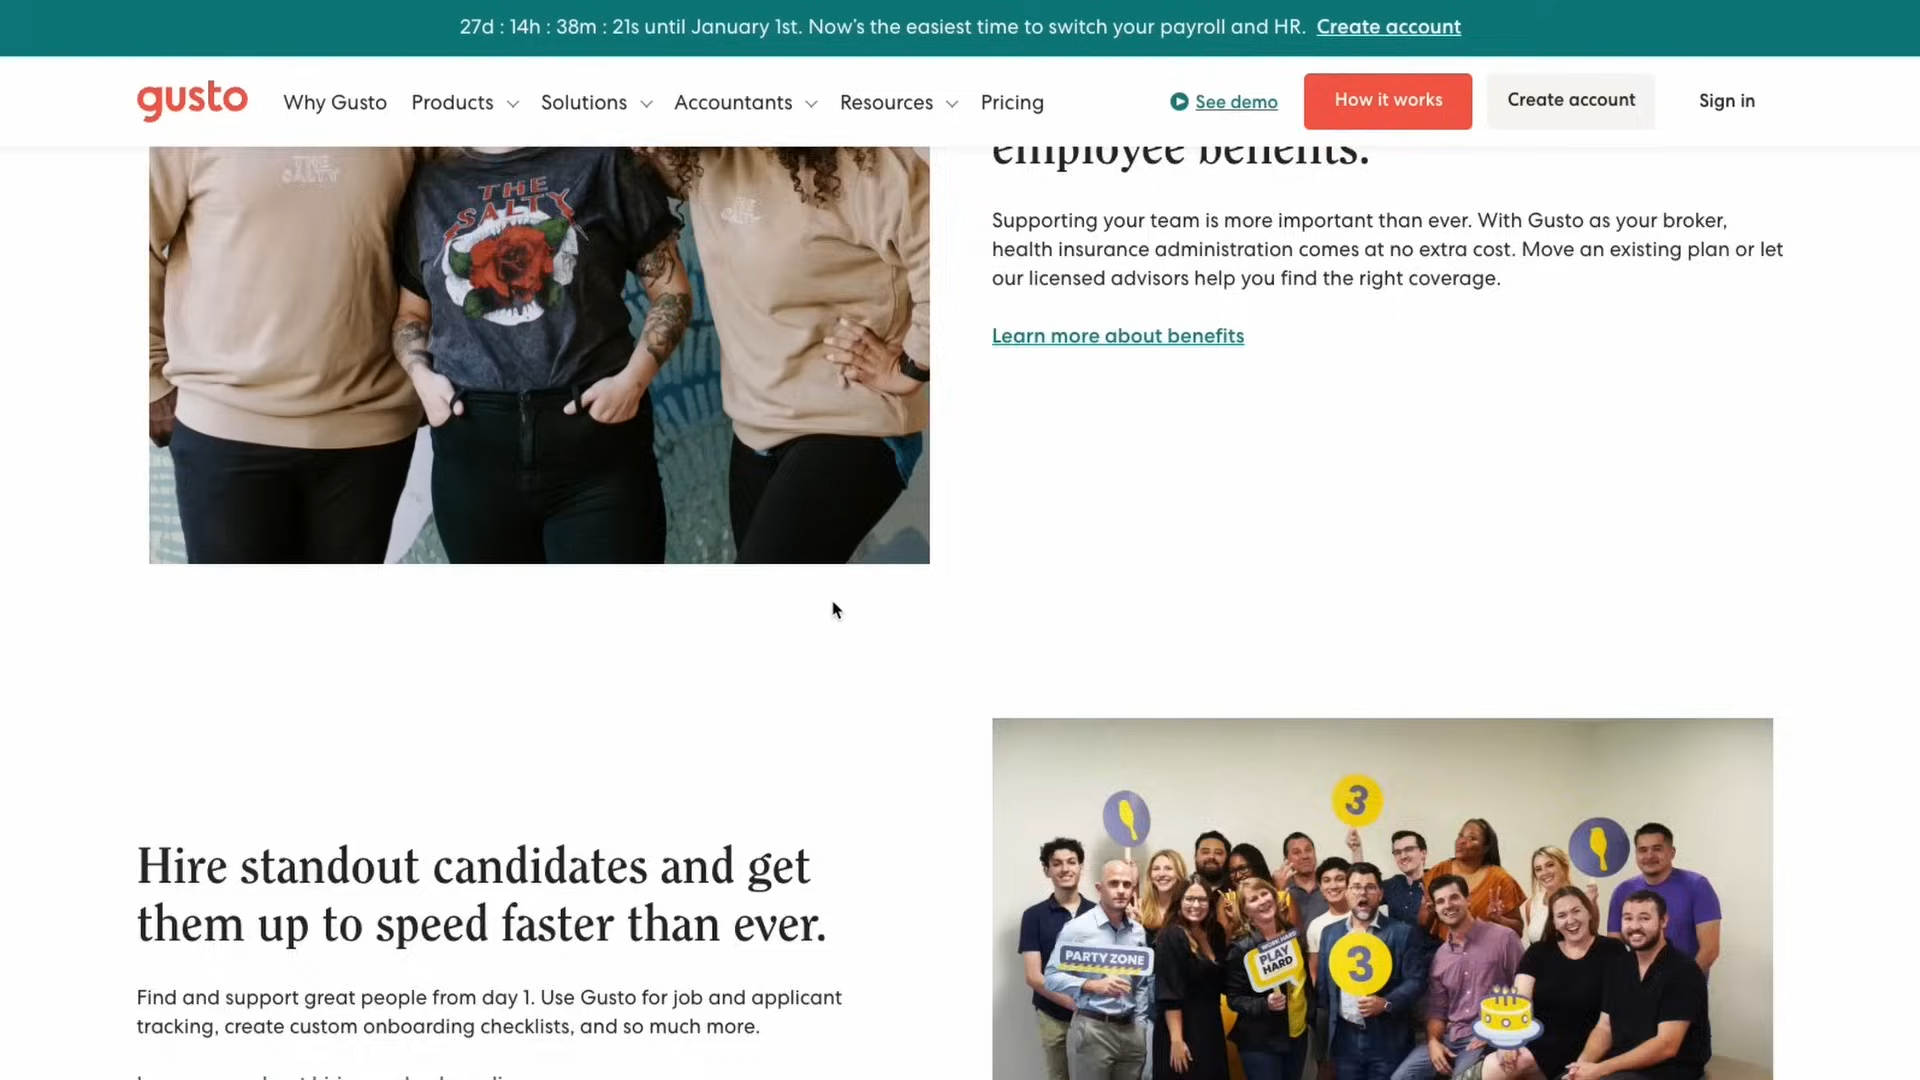 27d : 14h : 38m : 21s until January 1st. Now's the easiest time to switch your payroll and HR. Create account
gusto
Why Gusto
Products
Solutions
Accountants
Resources
Pricing
See demo
How it works
Create account
Sign in
THE SALTY
THE
SALTY
THE SALTY
employee benefits.
Supporting your team is more important than ever. With Gusto as your broker,
health insurance administration comes at no extra cost. Move an existing plan or let
our licensed advisors help you find the right coverage.
Learn more about benefits
Hire standout candidates and get
them up to speed faster than ever.
Find and support great people from day 1. Use Gusto for job and applicant
tracking, create custom onboarding checklists, and so much more.
3
PARTY ZONE
WORK HARD
PLAY
HARD
3